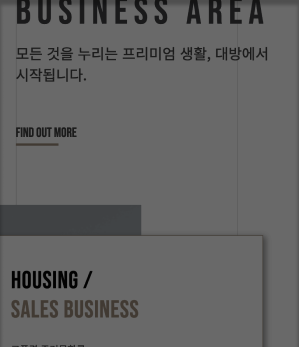 BUSINESS AREA
모든 것을 누리는 프리미엄 생활, 대방에서
시작됩니다.
FIND OUT MORE
HOUSING /
SALES BUSINESS